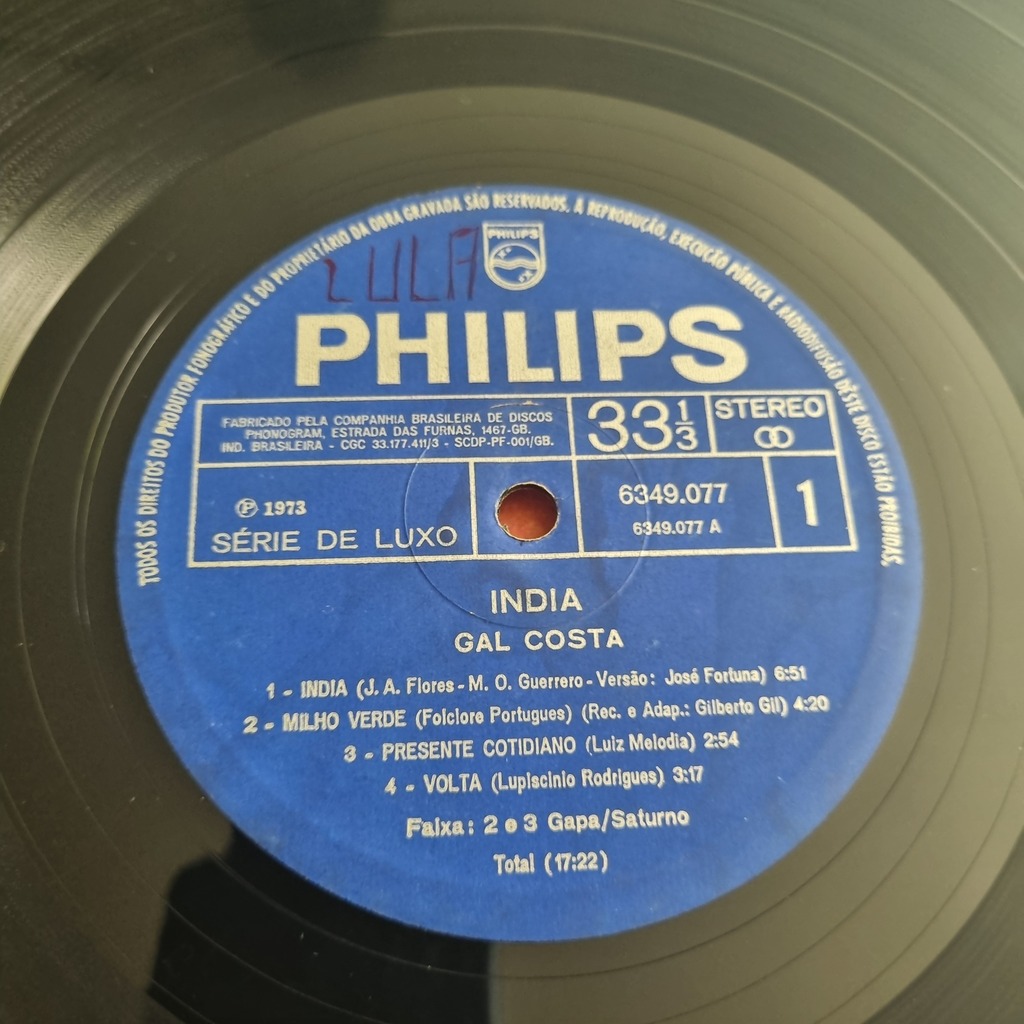 TODOS OS DIREITOS DO PRODUTOR FONOGRÁFICO E DO PROPRIETÁRIO DA OBRA GRAVADA SÃO RESERVADOS. A REPRODUÇÃO, EXECUÇÃO PÚBLICA E RADIODIFUSÃO DÊSTE DISCO ESTÃO PROIBIDAS.
LULA
PHILIPS
PHILIPS
FABRICADO PELA COMPANHIA BRASILEIRA DE DISCOS
PHONOGRAM, ESTRADA DAS FURNAS, 1467-GB.
IND. BRASILEIRA - CGC 33.177.411/3 - SCDP-PF-001/GB.
33 1/3
STEREO
℗ 1973
SÉRIE DE LUXO
6349.077
6349.077 A
1
INDIA
GAL COSTA
1 - INDIA (J. A. Flores - M. O. Guerrero - Versão: José Fortuna) 6:51
2 - MILHO VERDE (Folclore Portugues) (Rec. e Adap.: Gilberto Gil) 4:20
3 - PRESENTE COTIDIANO (Luiz Melodia) 2:54
4 - VOLTA (Lupiscinio Rodrigues) 3:17
Faixa: 2 e 3 Gapa/Saturno
Total (17:22)